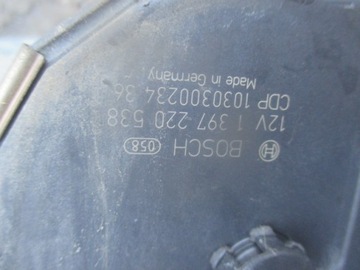 BOSCH 058
12V 1 397 220 538
CDP 1030300234 36
Made in Germany